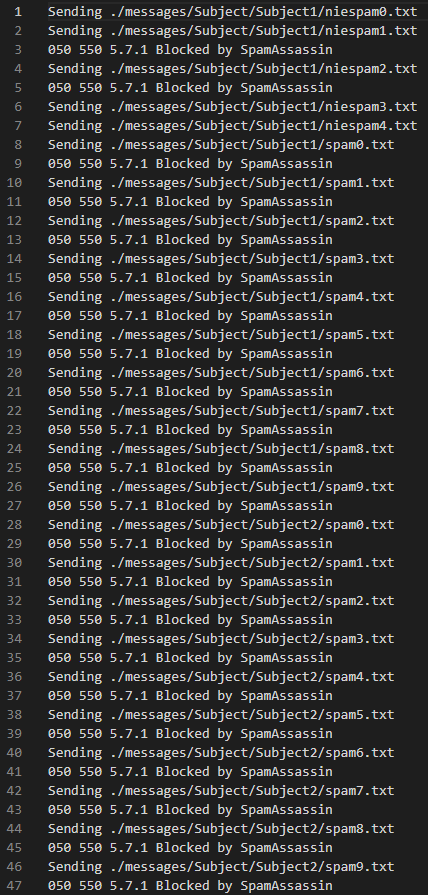 1 Sending ./messages/Subject/Subject1/niespam0.txt
2 Sending ./messages/Subject/Subject1/niespam1.txt
3 050 550 5.7.1 Blocked by SpamAssassin
4 Sending ./messages/Subject/Subject1/niespam2.txt
5 050 550 5.7.1 Blocked by SpamAssassin
6 Sending ./messages/Subject/Subject1/niespam3.txt
7 Sending ./messages/Subject/Subject1/niespam4.txt
8 Sending ./messages/Subject/Subject1/spam0.txt
9 050 550 5.7.1 Blocked by SpamAssassin
10 Sending ./messages/Subject/Subject1/spam1.txt
11 050 550 5.7.1 Blocked by SpamAssassin
12 Sending ./messages/Subject/Subject1/spam2.txt
13 050 550 5.7.1 Blocked by SpamAssassin
14 Sending ./messages/Subject/Subject1/spam3.txt
15 050 550 5.7.1 Blocked by SpamAssassin
16 Sending ./messages/Subject/Subject1/spam4.txt
17 050 550 5.7.1 Blocked by SpamAssassin
18 Sending ./messages/Subject/Subject1/spam5.txt
19 050 550 5.7.1 Blocked by SpamAssassin
20 Sending ./messages/Subject/Subject1/spam6.txt
21 050 550 5.7.1 Blocked by SpamAssassin
22 Sending ./messages/Subject/Subject1/spam7.txt
23 050 550 5.7.1 Blocked by SpamAssassin
24 Sending ./messages/Subject/Subject1/spam8.txt
25 050 550 5.7.1 Blocked by SpamAssassin
26 Sending ./messages/Subject/Subject1/spam9.txt
27 050 550 5.7.1 Blocked by SpamAssassin
28 Sending ./messages/Subject/Subject2/spam0.txt
29 050 550 5.7.1 Blocked by SpamAssassin
30 Sending ./messages/Subject/Subject2/spam1.txt
31 050 550 5.7.1 Blocked by SpamAssassin
32 Sending ./messages/Subject/Subject2/spam2.txt
33 050 550 5.7.1 Blocked by SpamAssassin
34 Sending ./messages/Subject/Subject2/spam3.txt
35 050 550 5.7.1 Blocked by SpamAssassin
36 Sending ./messages/Subject/Subject2/spam4.txt
37 050 550 5.7.1 Blocked by SpamAssassin
38 Sending ./messages/Subject/Subject2/spam5.txt
39 050 550 5.7.1 Blocked by SpamAssassin
40 Sending ./messages/Subject/Subject2/spam6.txt
41 050 550 5.7.1 Blocked by SpamAssassin
42 Sending ./messages/Subject/Subject2/spam7.txt
43 050 550 5.7.1 Blocked by SpamAssassin
44 Sending ./messages/Subject/Subject2/spam8.txt
45 050 550 5.7.1 Blocked by SpamAssassin
46 Sending ./messages/Subject/Subject2/spam9.txt
47 050 550 5.7.1 Blocked by SpamAssassin